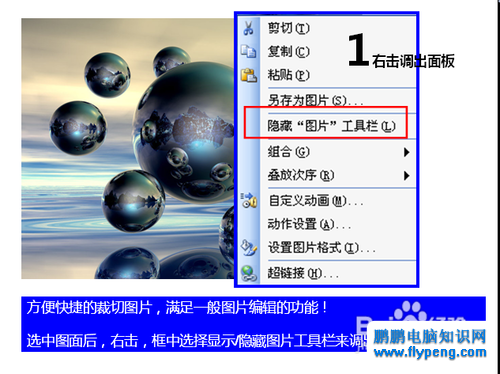 剪切(T)
复制(C)
粘贴(P)
另存为图片(S)...
隐藏“图片”工具栏(L)
组合(G)
叠放次序(R)
自定义动画(M)...
动作设置(A)...
设置图片格式(I)...
超链接(H)...
1右击调出面板
方便快捷的裁切图片，满足一般图片编辑的功能！
选中图面后，右击，框中选择显示/隐藏图片工具栏来调
鹏鹏电脑知识网
www.flypeng.com